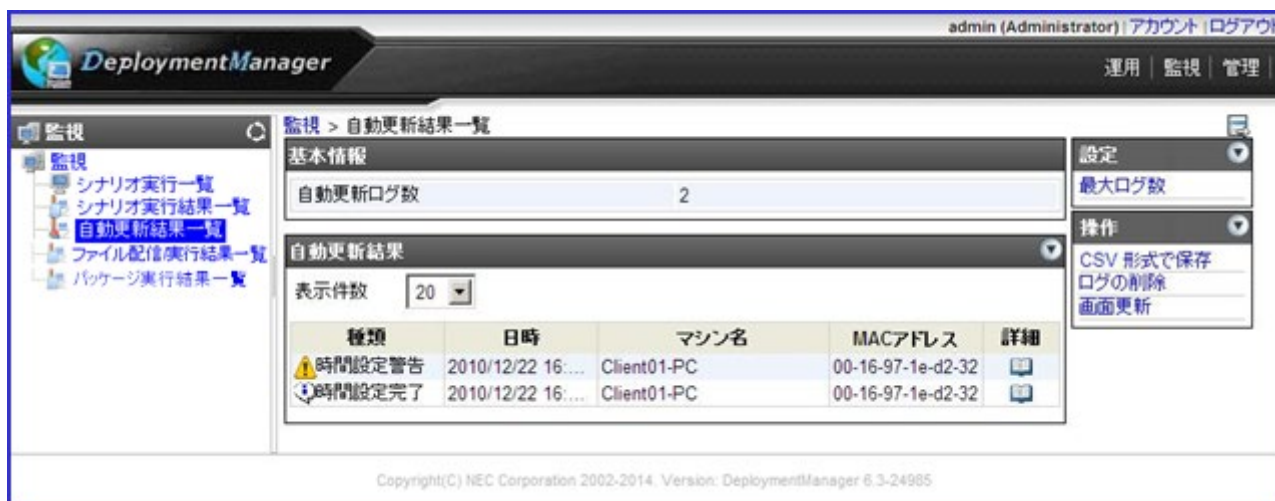 admin (Administrator) | アカウント | ログアウト
DeploymentManager
運用 | 監視 | 管理 |
監視
監視
シナリオ実行一覧
シナリオ実行結果一覧
自動更新結果一覧
ファイル配信/実行結果一覧
パッケージ実行結果一覧
監視 > 自動更新結果一覧
基本情報
自動更新ログ数 2
自動更新結果
表示件数 20
種類 日時 マシン名 MACアドレス 詳細
時間設定警告 2010/12/22 16:... Client01-PC 00-16-97-1e-d2-32
時間設定完了 2010/12/22 16:... Client01-PC 00-16-97-1e-d2-32
設定
最大ログ数
操作
CSV 形式で保存
ログの削除
画面更新
Copyright(C) NEC Corporation 2002-2014. Version: DeploymentManager 6.3-24985